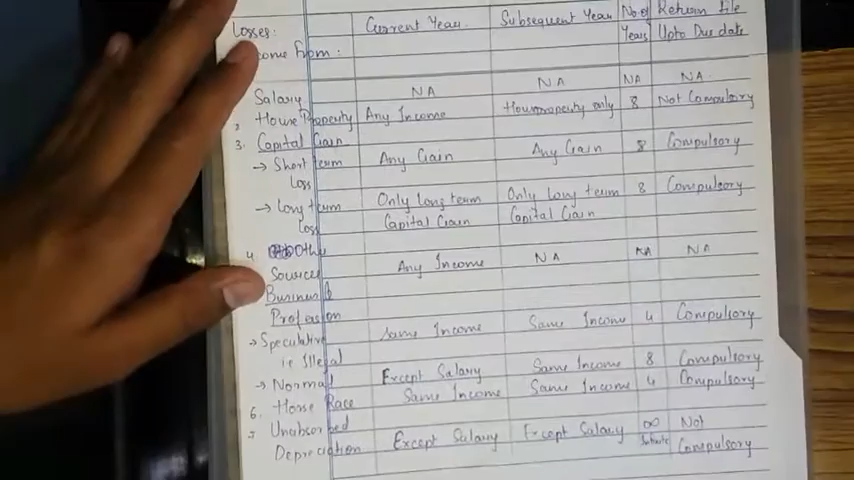 Losses: Current Year. Subsequent Year No of Return file
come From: Years Upto Due date
Salary NA NA NA NA
House Property Any Income Houseproperty only 8 Not Compulsory
3. Capital Gain
→ Short term Any Gain Any Gain 8 Compulsory
Loss
→ Long term Only long term Only Long term 8 Compulsory
Loss Capital Gain Capital Gain
4 Other
Sources Any Income NA NA NA
Business &
Profession
→ Speculative Same Income Same Income 4 Compulsory
ie Illegal
→ Normal Except Salary Same Income 8 Compulsory
6. Horse Race Same Income Same Income 4 Compulsory
Unabsorbed
Depreciation Except Salary Except Salary ∞ Not
Compulsory